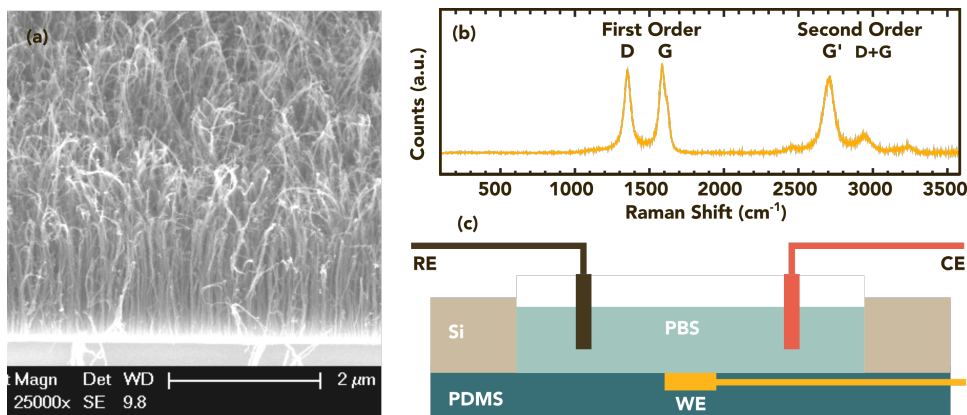 (a)
t Magn Det WD
25000x SE 9.8
2 µm
(b)
First Order
D G
Second Order
G' D+G
Counts (a.u.)
500 1000 1500 2000 2500 3000 3500
Raman Shift (cm⁻¹)
(c)
RE
CE
Si
PBS
PDMS
WE